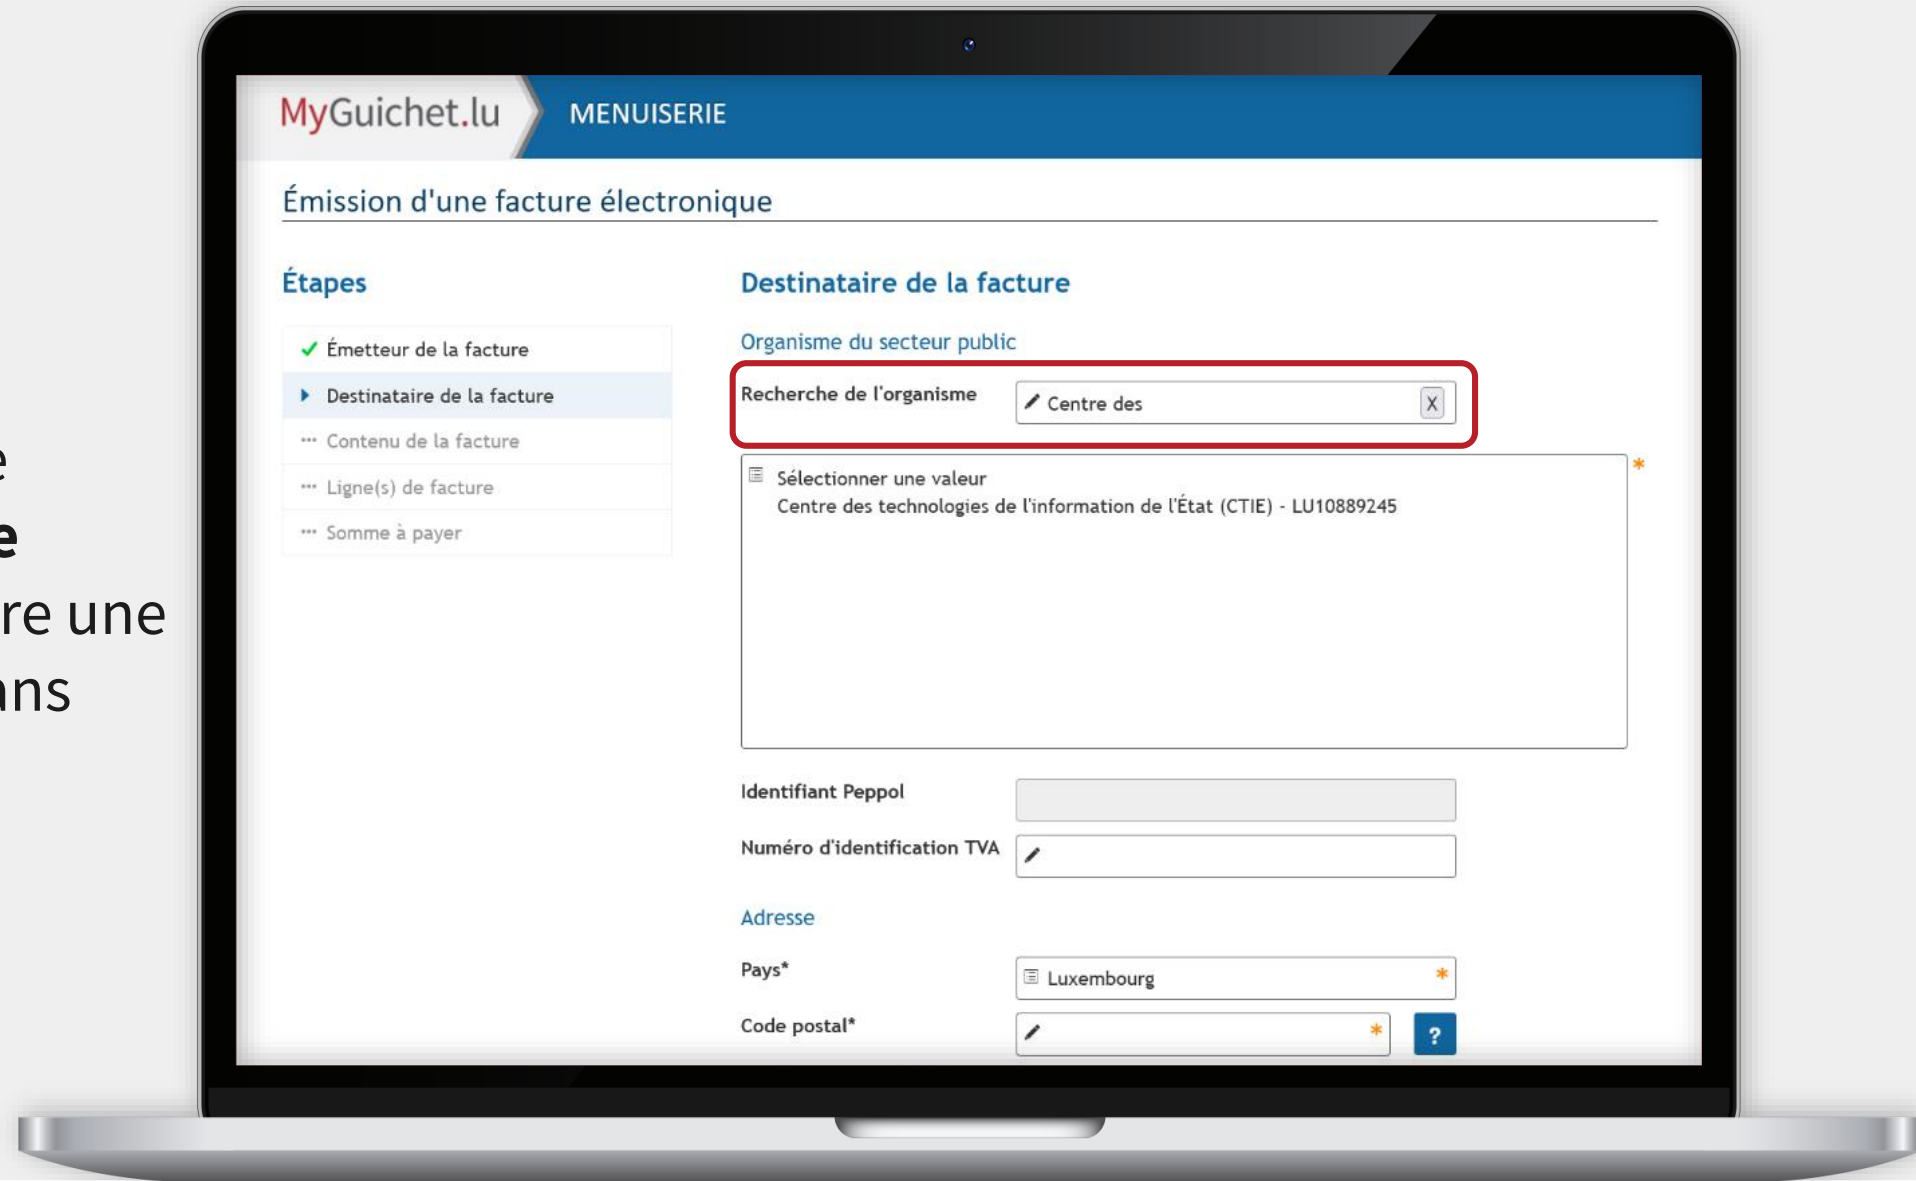 e
e
re une
ans
MyGuichet.lu MENUISERIE
Émission d'une facture électronique
Étapes
Émetteur de la facture
Destinataire de la facture
Contenu de la facture
Ligne(s) de facture
Somme à payer
Destinataire de la facture
Organisme du secteur public
Recherche de l'organisme Centre des X
Sélectionner une valeur *
Centre des technologies de l'information de l'État (CTIE) - LU10889245
Identifiant Peppol
Numéro d'identification TVA
Adresse
Pays* Luxembourg *
Code postal* * ?